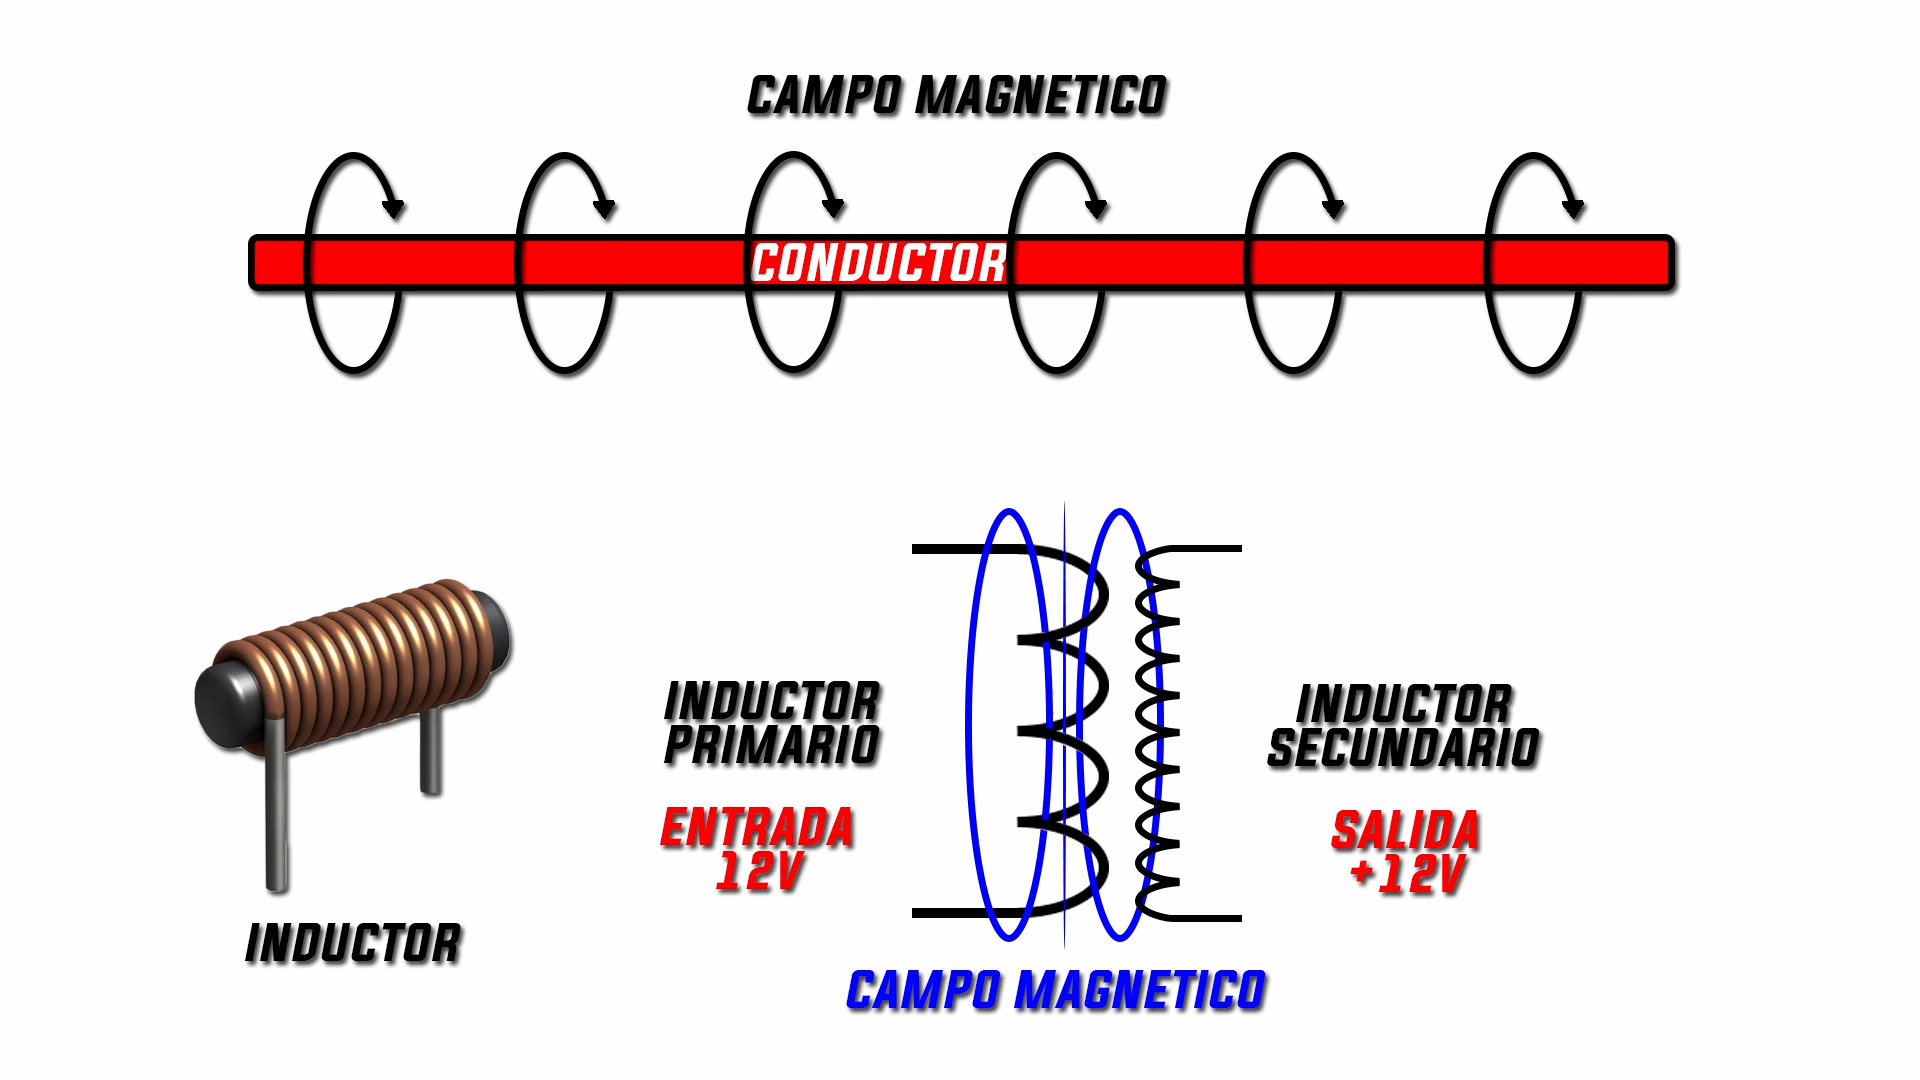 CAMPO MAGNETICO
CONDUCTOR
INDUCTOR
INDUCTOR
PRIMARIO
ENTRADA
12V
INDUCTOR
SECUNDARIO
SALIDA
+12V
CAMPO MAGNETICO